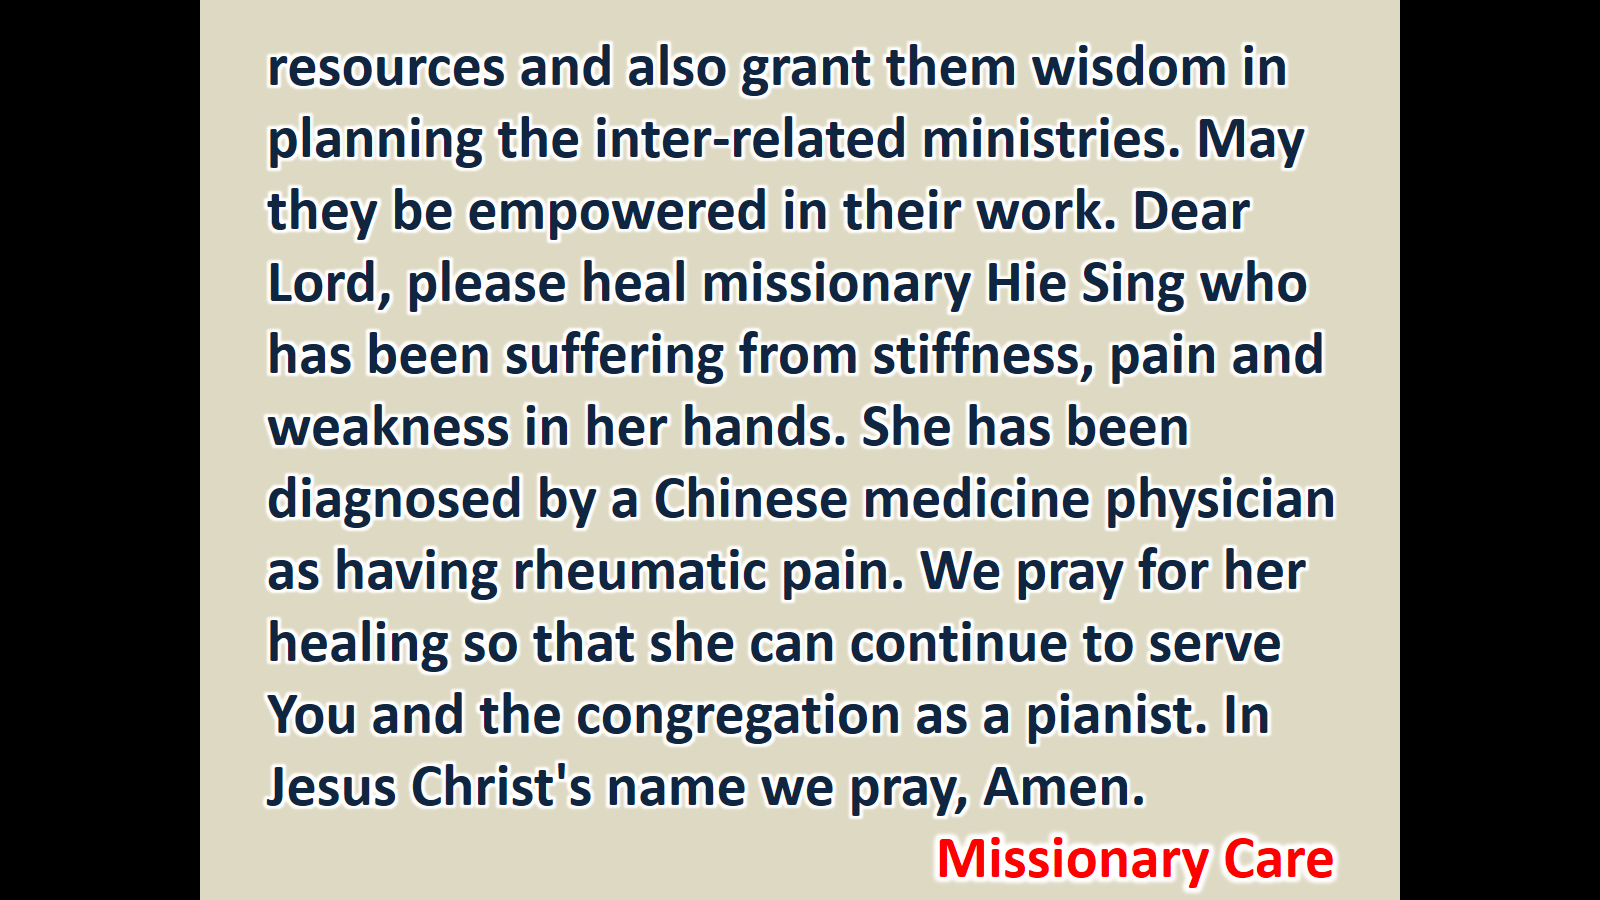 resources and also grant them wisdom in
planning the inter-related ministries. May
they be empowered in their work. Dear
Lord, please heal missionary Hie Sing who
has been suffering from stiffness, pain and
weakness in her hands. She has been
diagnosed by a Chinese medicine physician
as having rheumatic pain. We pray for her
healing so that she can continue to serve
You and the congregation as a pianist. In
Jesus Christ's name we pray, Amen.
Missionary Care